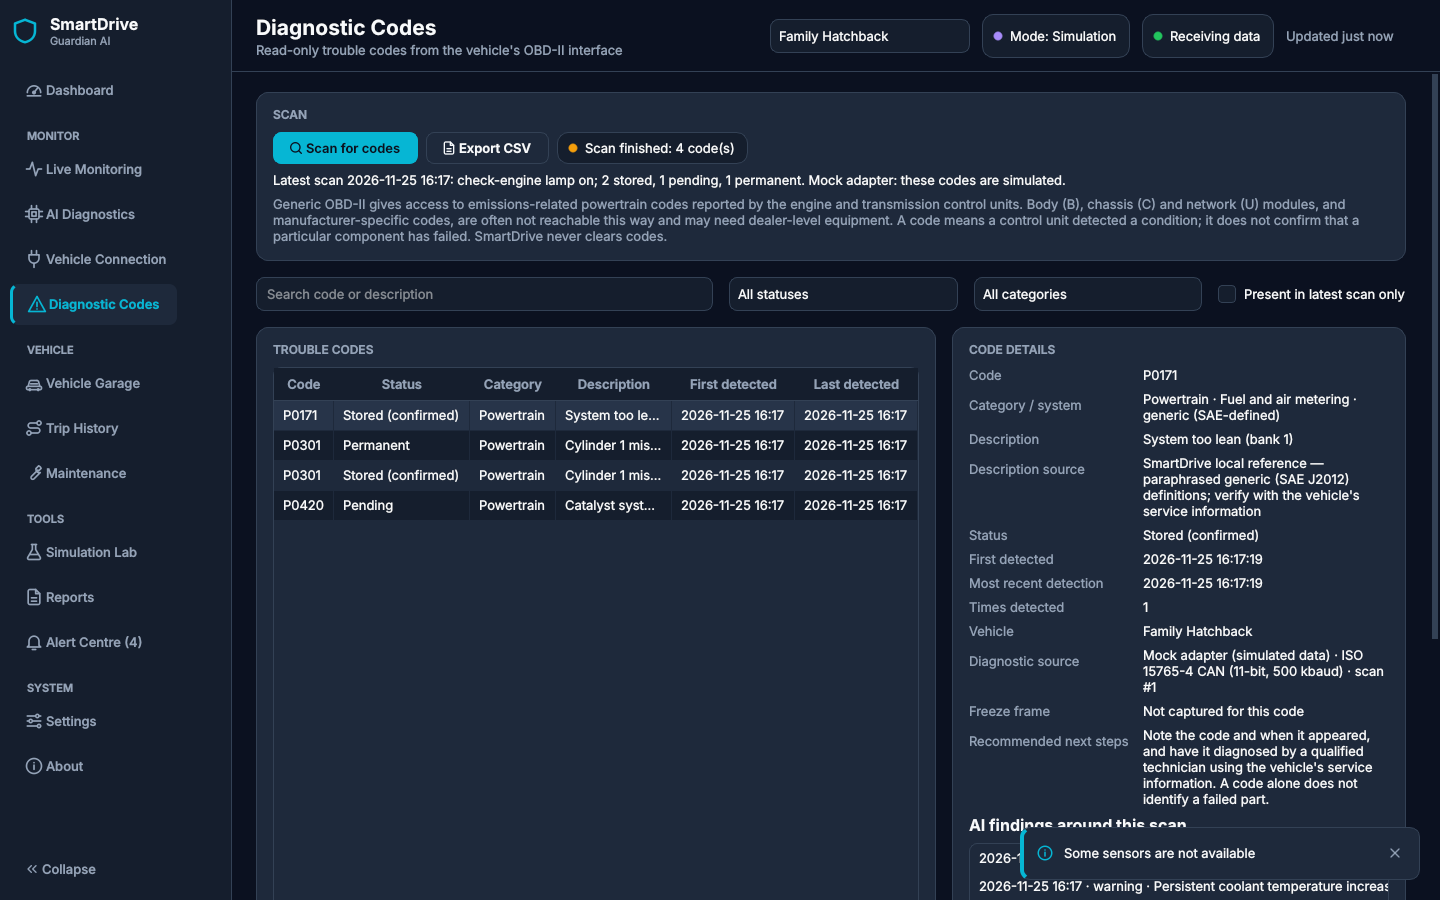 SmartDrive
Guardian AI
Dashboard
MONITOR
Live Monitoring
AI Diagnostics
Vehicle Connection
Diagnostic Codes
VEHICLE
Vehicle Garage
Trip History
Maintenance
TOOLS
Simulation Lab
Reports
Alert Centre (4)
SYSTEM
Settings
About
Collapse
Diagnostic Codes
Read-only trouble codes from the vehicle's OBD-II interface
Family Hatchback
Mode: Simulation
Receiving data
Updated just now
SCAN
Scan for codes
Export CSV
Scan finished: 4 code(s)
Latest scan 2026-11-25 16:17: check-engine lamp on; 2 stored, 1 pending, 1 permanent. Mock adapter: these codes are simulated.
Generic OBD-II gives access to emissions-related powertrain codes reported by the engine and transmission control units. Body (B), chassis (C) and network (U) modules, and
manufacturer-specific codes, are often not reachable this way and may need dealer-level equipment. A code means a control unit detected a condition; it does not confirm that a
particular component has failed. SmartDrive never clears codes.
Search code or description
All statuses
All categories
Present in latest scan only
TROUBLE CODES
Code Status Category Description First detected Last detected
P0171 Stored (confirmed) Powertrain System too le... 2026-11-25 16:17 2026-11-25 16:17
P0301 Permanent Powertrain Cylinder 1 mis... 2026-11-25 16:17 2026-11-25 16:17
P0301 Stored (confirmed) Powertrain Cylinder 1 mis... 2026-11-25 16:17 2026-11-25 16:17
P0420 Pending Powertrain Catalyst syst... 2026-11-25 16:17 2026-11-25 16:17
CODE DETAILS
Code P0171
Category / system Powertrain · Fuel and air metering ·
generic (SAE-defined)
Description System too lean (bank 1)
Description source SmartDrive local reference —
paraphrased generic (SAE J2012)
definitions; verify with the vehicle's
service information
Status Stored (confirmed)
First detected 2026-11-25 16:17:19
Most recent detection 2026-11-25 16:17:19
Times detected 1
Vehicle Family Hatchback
Diagnostic source Mock adapter (simulated data) · ISO
15765-4 CAN (11-bit, 500 kbaud) · scan
#1
Freeze frame Not captured for this code
Recommended next steps Note the code and when it appeared,
and have it diagnosed by a qualified
technician using the vehicle's service
information. A code alone does not
identify a failed part.
AI findings around this scan
2026-1
Some sensors are not available
2026-11-25 16:17 · warning · Persistent coolant temperature increas